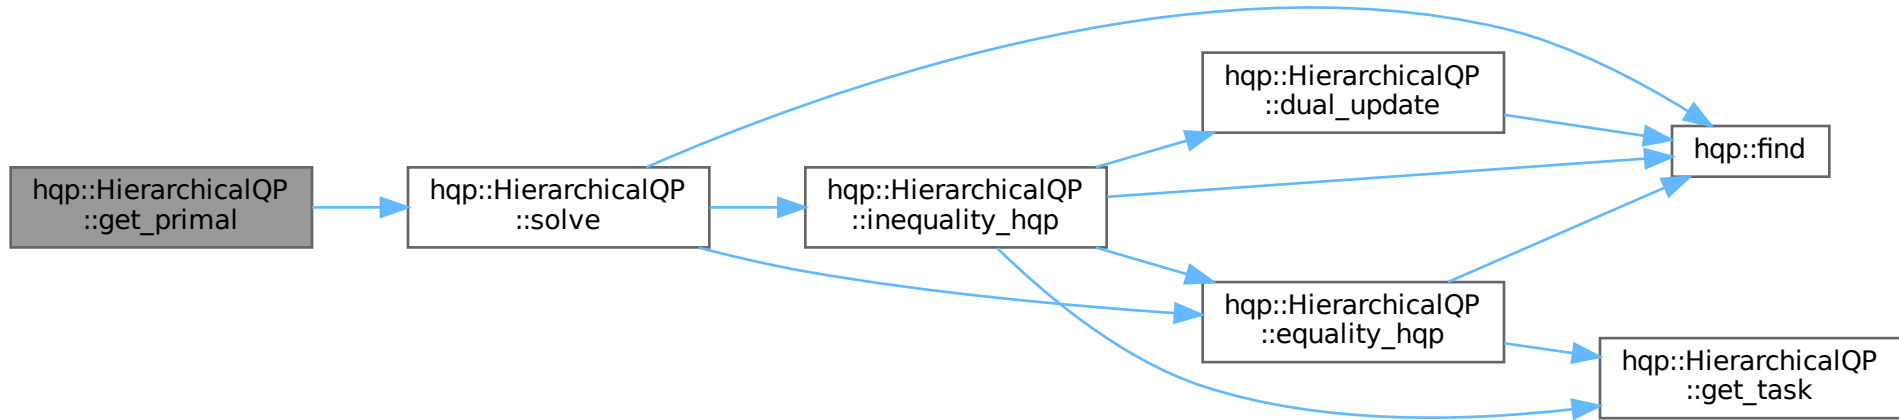 hqp::HierarchicalQP
::get_primal
hqp::HierarchicalQP
::solve
hqp::HierarchicalQP
::inequality_hqp
hqp::HierarchicalQP
::dual_update
hqp::HierarchicalQP
::equality_hqp
hqp::find
hqp::HierarchicalQP
::get_task